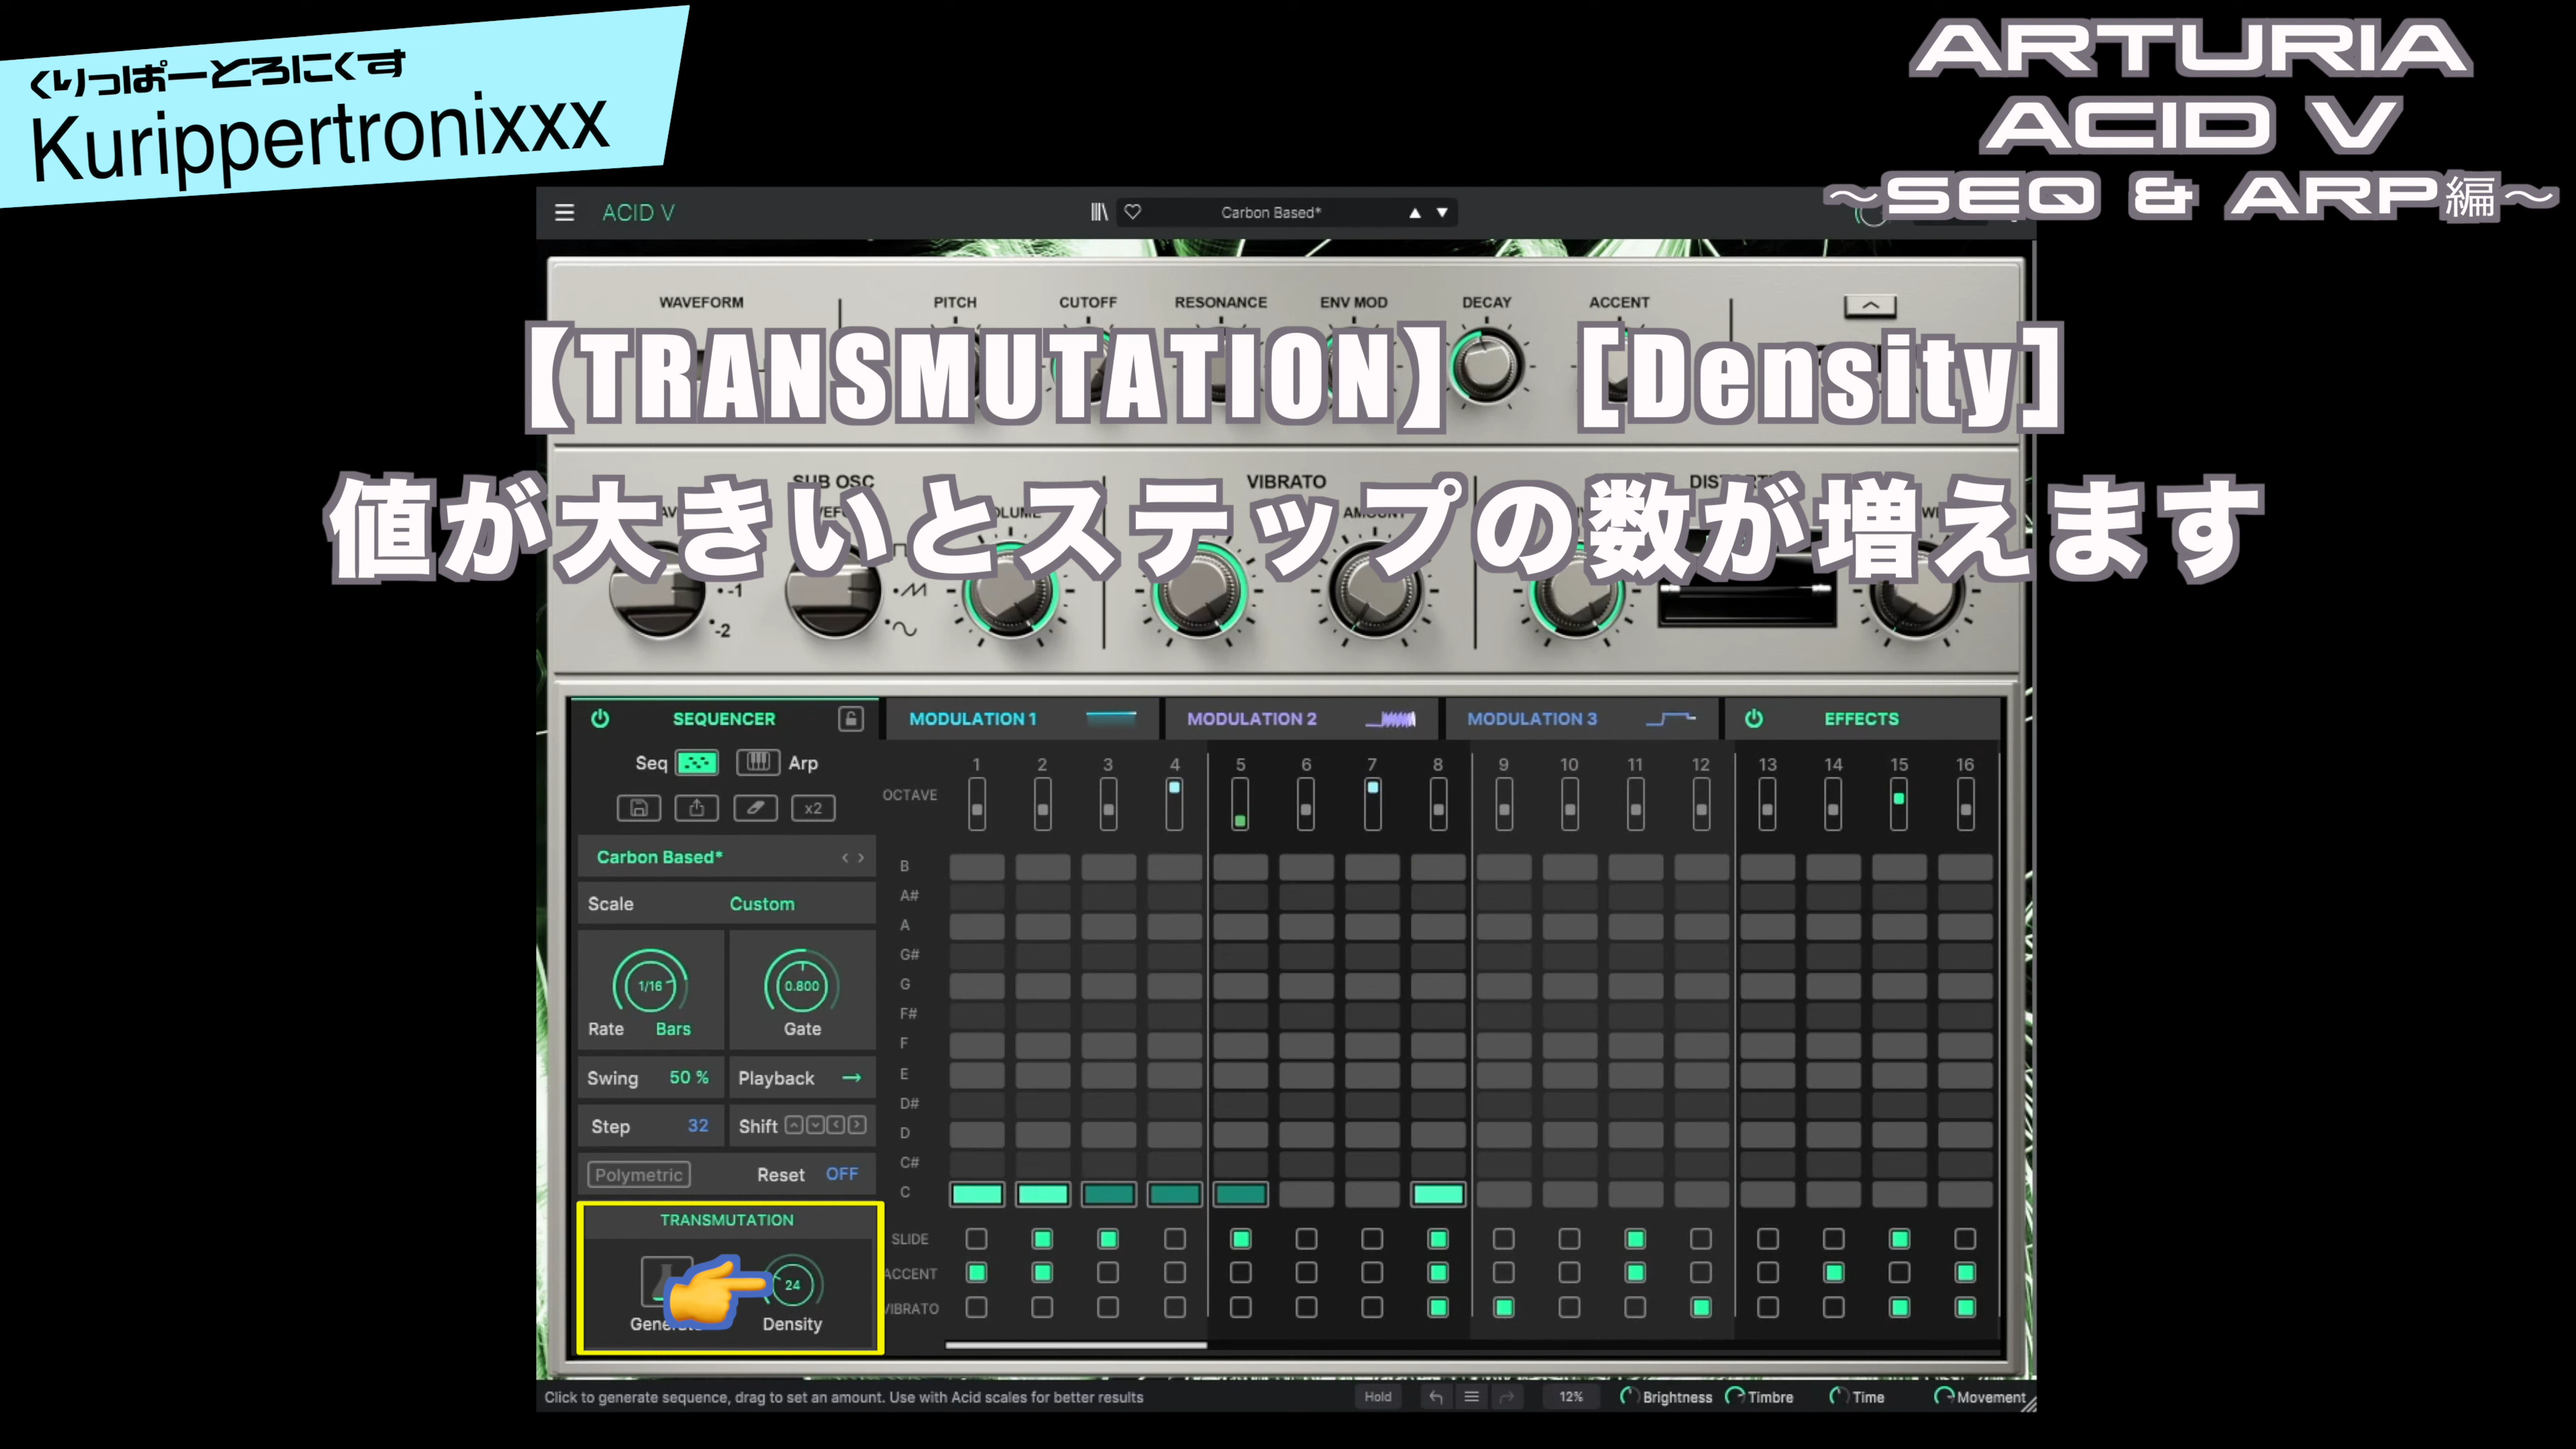 くりっぱーとろにくす
Kurippertronixxx
ARTURIA
ACID V
～SEQ & ARP編～
ACID V
Carbon Based*
WAVEFORM
PITCH
CUTOFF
RESONANCE
ENV MOD
DECAY
ACCENT
【TRANSMUTATION】 [Density]
SUB OSC
VIBRATO
値が大きいとステップの数が増えます
-1
-2
SEQUENCER
MODULATION 1
MODULATION 2
MODULATION 3
EFFECTS
Seq
Arp
1 2 3 4 5 6 7 8 9 10 11 12 13 14 15 16
OCTAVE
x2
Carbon Based*
Scale Custom
1/16
Rate Bars
0.800
Gate
Swing 50 %
Playback
Step 32
Shift
Polymetric
Reset OFF
B
A#
A
G#
G
F#
F
E
D#
D
C#
C
TRANSMUTATION
24
Density
SLIDE
ACCENT
VIBRATO
Click to generate sequence, drag to set an amount. Use with Acid scales for better results
Hold
12%
Brightness
Timbre
Time
Movement